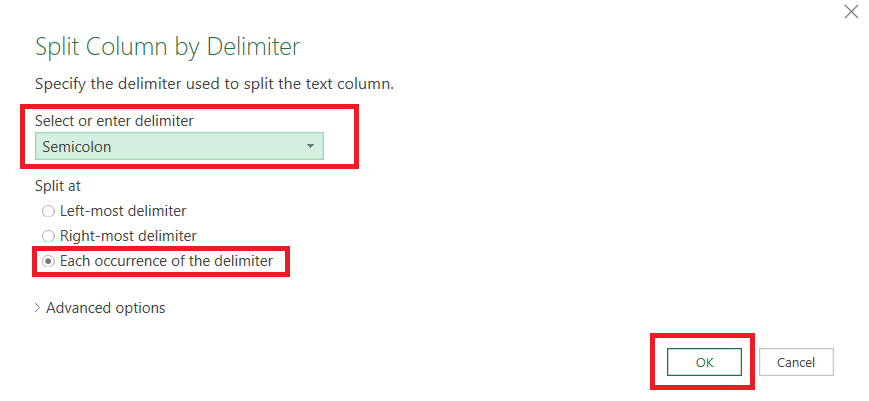 Split Column by Delimiter
Specify the delimiter used to split the text column.
Select or enter delimiter
Semicolon
Split at
Left-most delimiter
Right-most delimiter
Each occurrence of the delimiter
Advanced options
OK Cancel